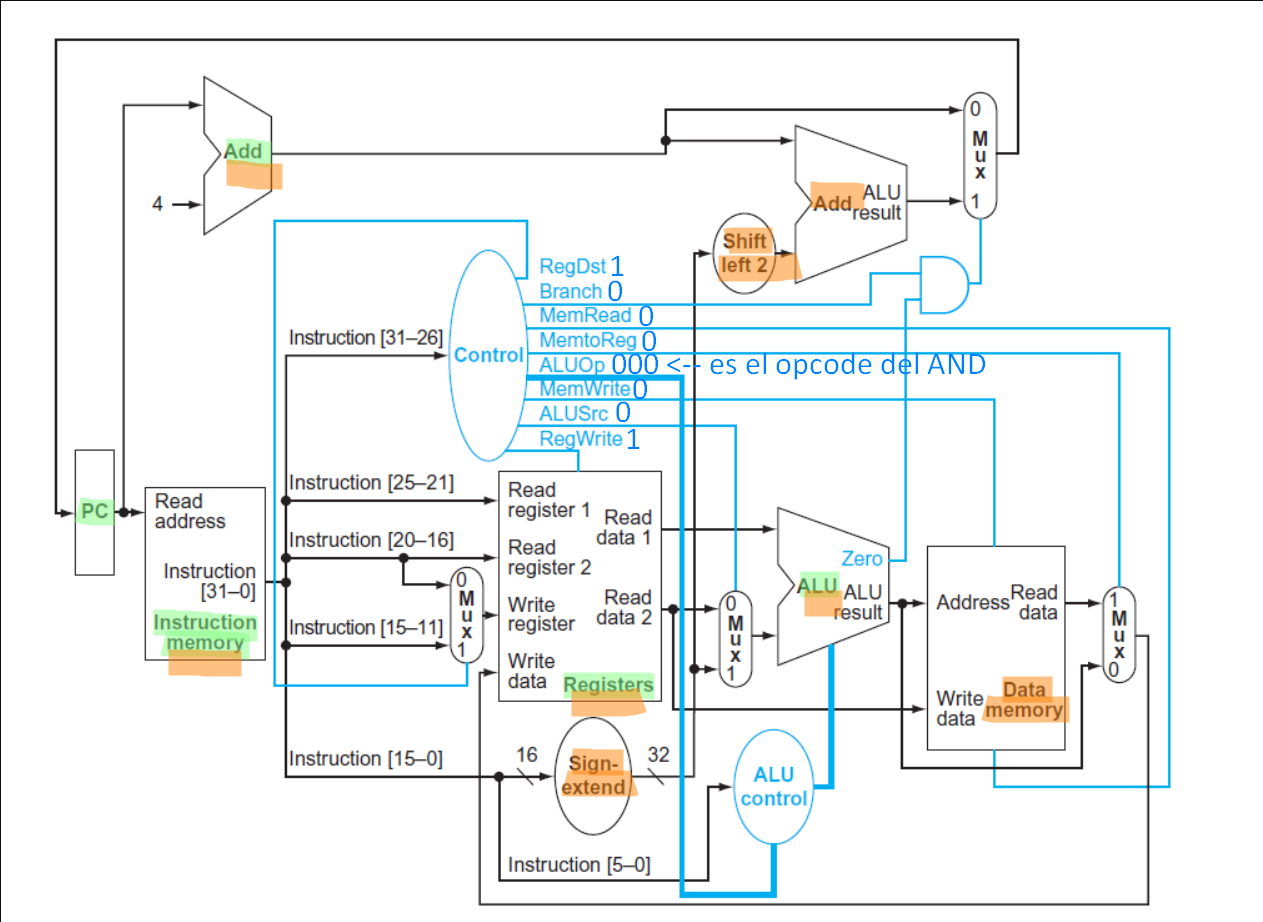 Add
4
0
Mux
1
Add
ALU
result
Shift
left 2
RegDst 1
Branch 0
MemRead 0
MemtoReg 0
ALUOp 000 <-- es el opcode del AND
MemWrite 0
ALUSrc 0
RegWrite 1
Control
Instruction [31–26]
PC
Read
address
Instruction
[31–0]
Instruction
memory
Instruction [25–21]
Instruction [20–16]
Instruction [15–11]
0
Mux
1
Read
register 1
Read
register 2
Write
register
Write
data
Read
data 1
Read
data 2
Registers
0
Mux
1
Zero
ALU
ALU
result
Address
Read
data
Write
data
Data
memory
1
Mux
0
Instruction [15–0]
16
Sign-
extend
32
ALU
control
Instruction [5–0]